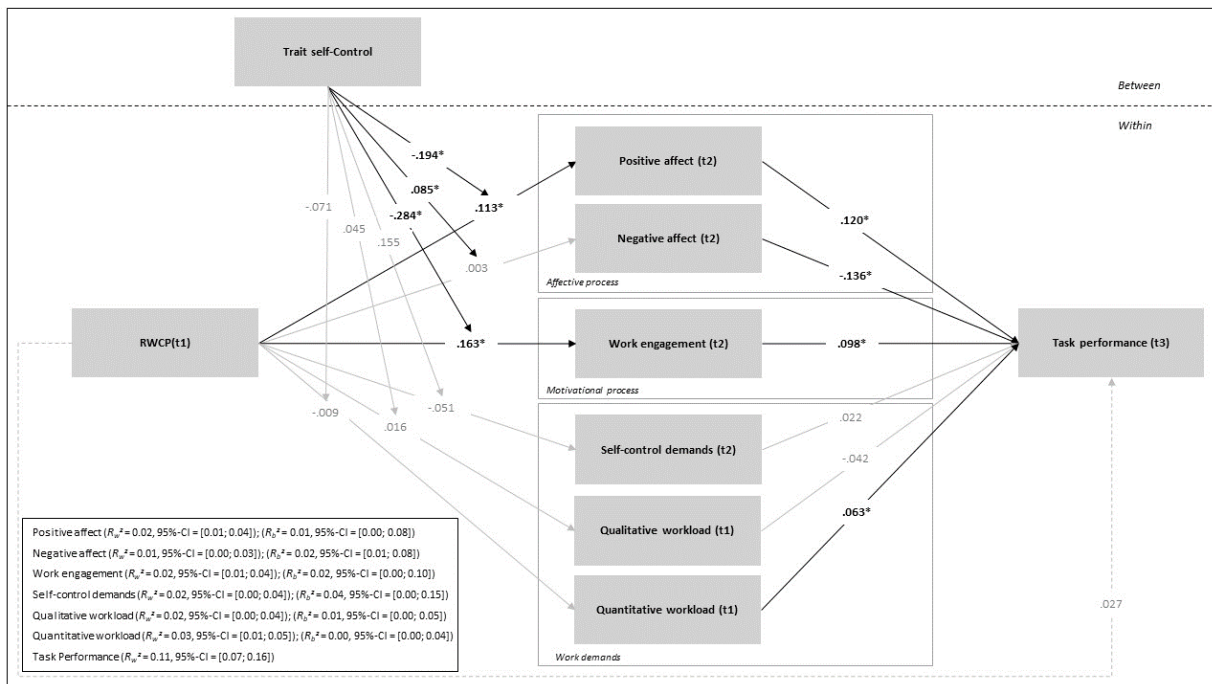 Trait self-Control
Between
Within
-.194*
.085*
-.284*
-.071
.045
.155
.113*
.003
.163*
-.051
.016
-.009
RWCP(t1)
Positive affect (t2)
Negative affect (t2)
Affective process
Work engagement (t2)
Motivational process
Self-control demands (t2)
Qualitative workload (t1)
Quantitative workload (t1)
Work demands
.120*
-.136*
.098*
.022
-.042
.063*
Task performance (t3)
.027
Positive affect (Rw² = 0.02, 95%-CI = [0.01; 0.04]); (Rb² = 0.01, 95%-CI = [0.00; 0.08])
Negative affect (Rw² = 0.01, 95%-CI = [0.00; 0.03]); (Rb² = 0.02, 95%-CI = [0.01; 0.08])
Work engagement (Rw² = 0.02, 95%-CI = [0.01; 0.04]); (Rb² = 0.02, 95%-CI = [0.00; 0.10])
Self-control demands (Rw² = 0.02, 95%-CI = [0.00; 0.04]); (Rb² = 0.04, 95%-CI = [0.00; 0.15])
Qualitative workload (Rw² = 0.02, 95%-CI = [0.00; 0.04]); (Rb² = 0.01, 95%-CI = [0.00; 0.05])
Quantitative workload (Rw² = 0.03, 95%-CI = [0.01; 0.05]); (Rb² = 0.00, 95%-CI = [0.00; 0.04])
Task Performance (Rw² = 0.11, 95%-CI = [0.07; 0.16])